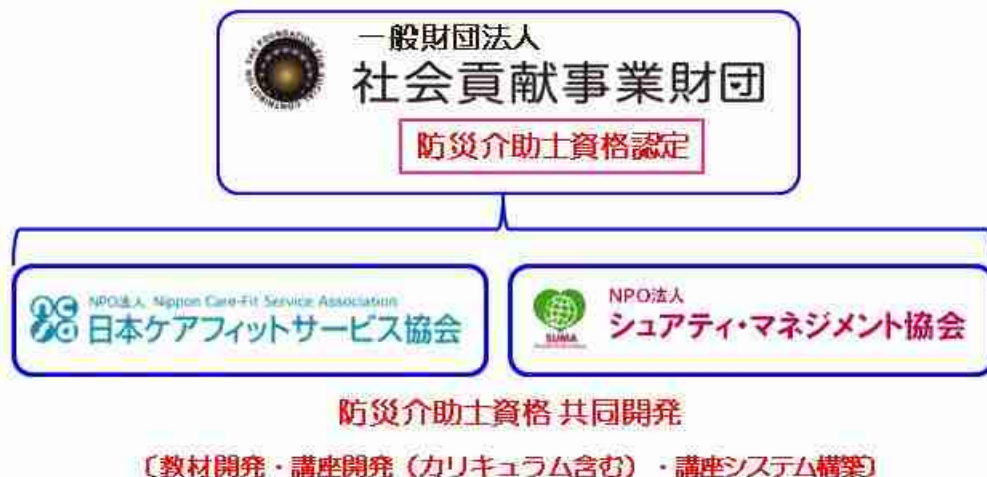 一般財団法人
社会貢献事業財団
THE FOUNDATION FOR SOCIAL CONTRIBUTION
防災介助士資格認定
NPO法人 Nippon Care-Fit Service Association
日本ケアフィットサービス協会
NPO法人
シュアティ・マネジメント協会
SUMA
防災介助士資格 共同開発
〔教材開発・講座開発（カリキュラム含む）・講座システム構築〕